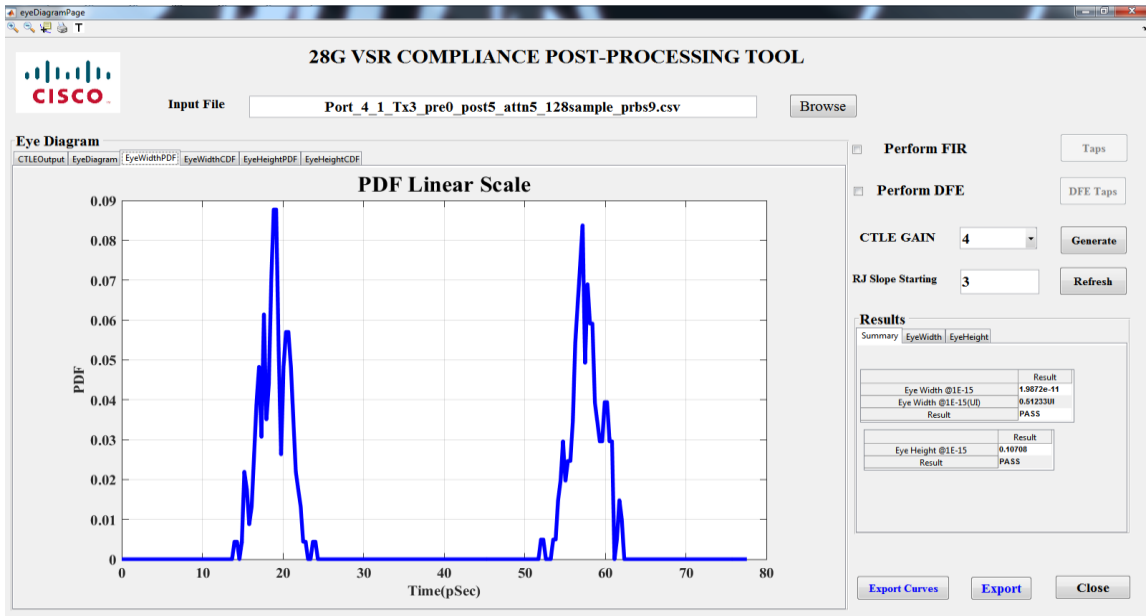 eyeDiagramPage
T
28G VSR COMPLIANCE POST-PROCESSING TOOL
CISCO
Input File
Port_4_1_Tx3_pre0_post5_attn5_128sample_prbs9.csv
Browse
Eye Diagram
CTLEOutput EyeDiagram EyeWidthPDF EyeWidthCDF EyeHeightPDF EyeHeightCDF
PDF Linear Scale
0.09
0.08
0.07
0.06
0.05
0.04
0.03
0.02
0.01
0
PDF
0 10 20 30 40 50 60 70 80
Time(pSec)
Perform FIR
Taps
Perform DFE
DFE Taps
CTLE GAIN
4
Generate
RJ Slope Starting
3
Refresh
Results
Summary EyeWidth EyeHeight
Result
Eye Width @1E-15 1.9872e-11
Eye Width @1E-15(UI) 0.51233UI
Result PASS
Result
Eye Height @1E-15 0.10708
Result PASS
Export Curves
Export
Close